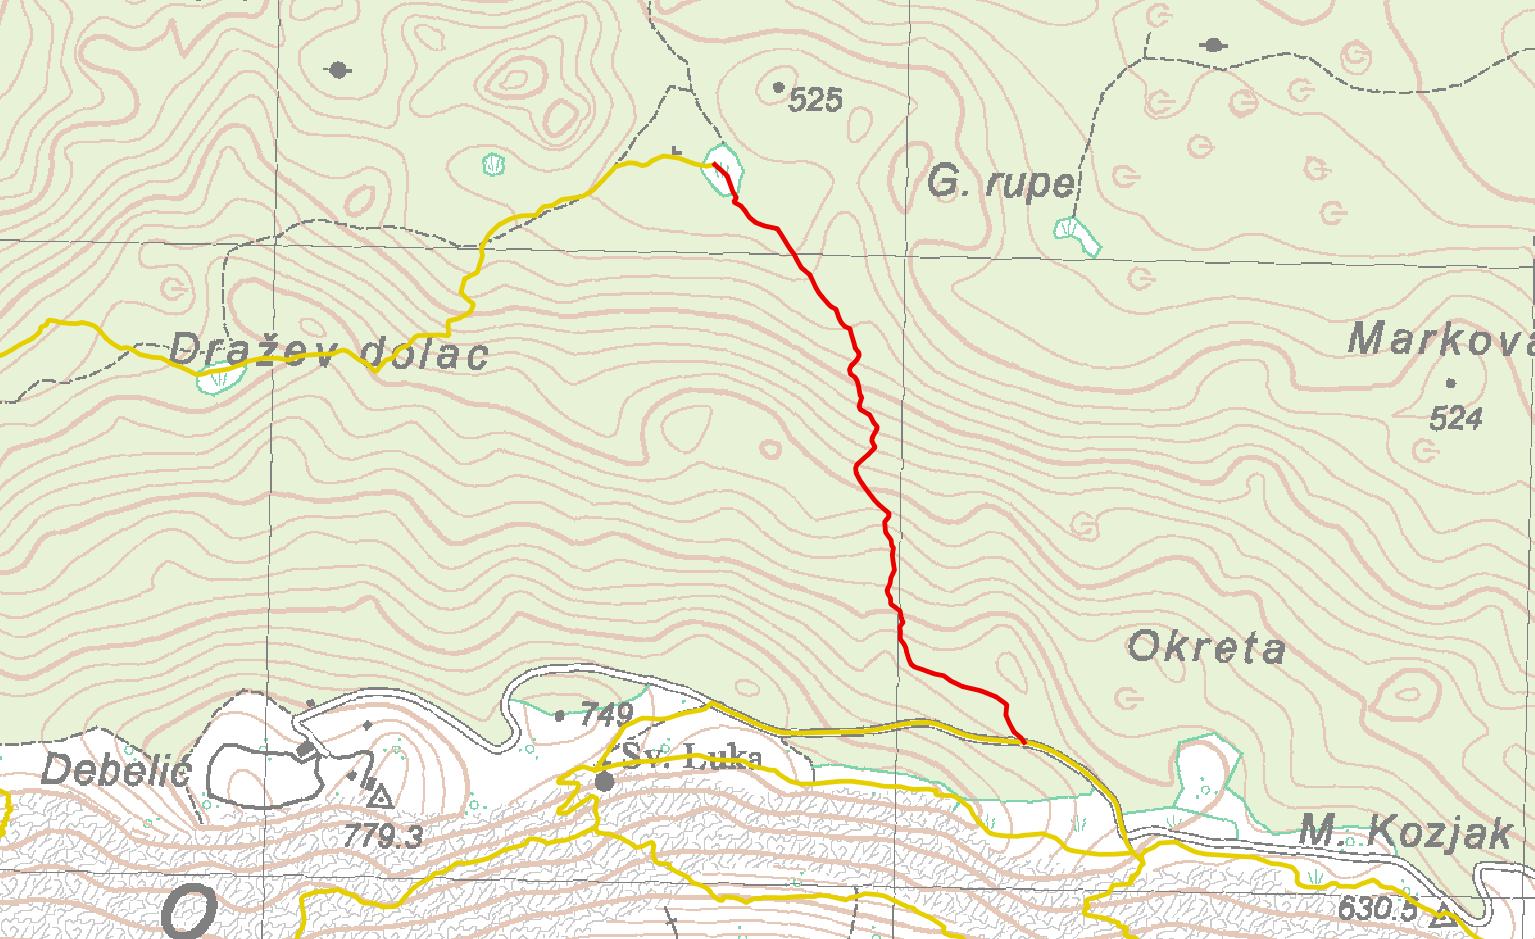 525
G. rupe
Dražev dolac
Markova
524
Okreta
749
Sv. Luka
Debelić
M. Kozjak
779.3
630.5
O